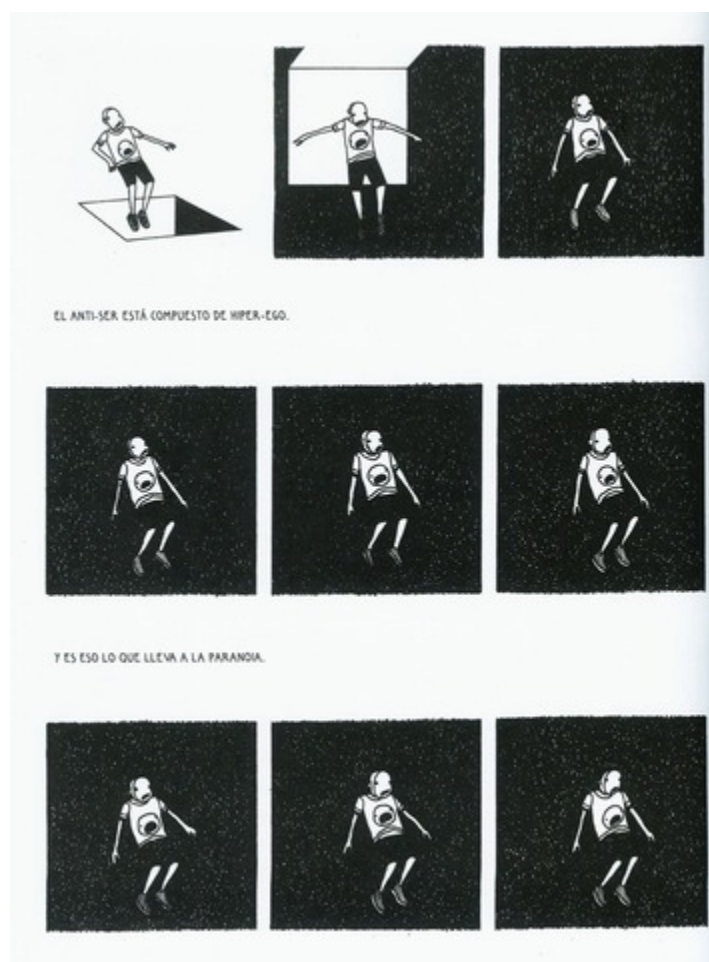 EL ANTI-SER ESTÁ COMPUESTO DE HIPER-EGO.
Y ES ESO LO QUE LLEVA A LA PARANOIA.